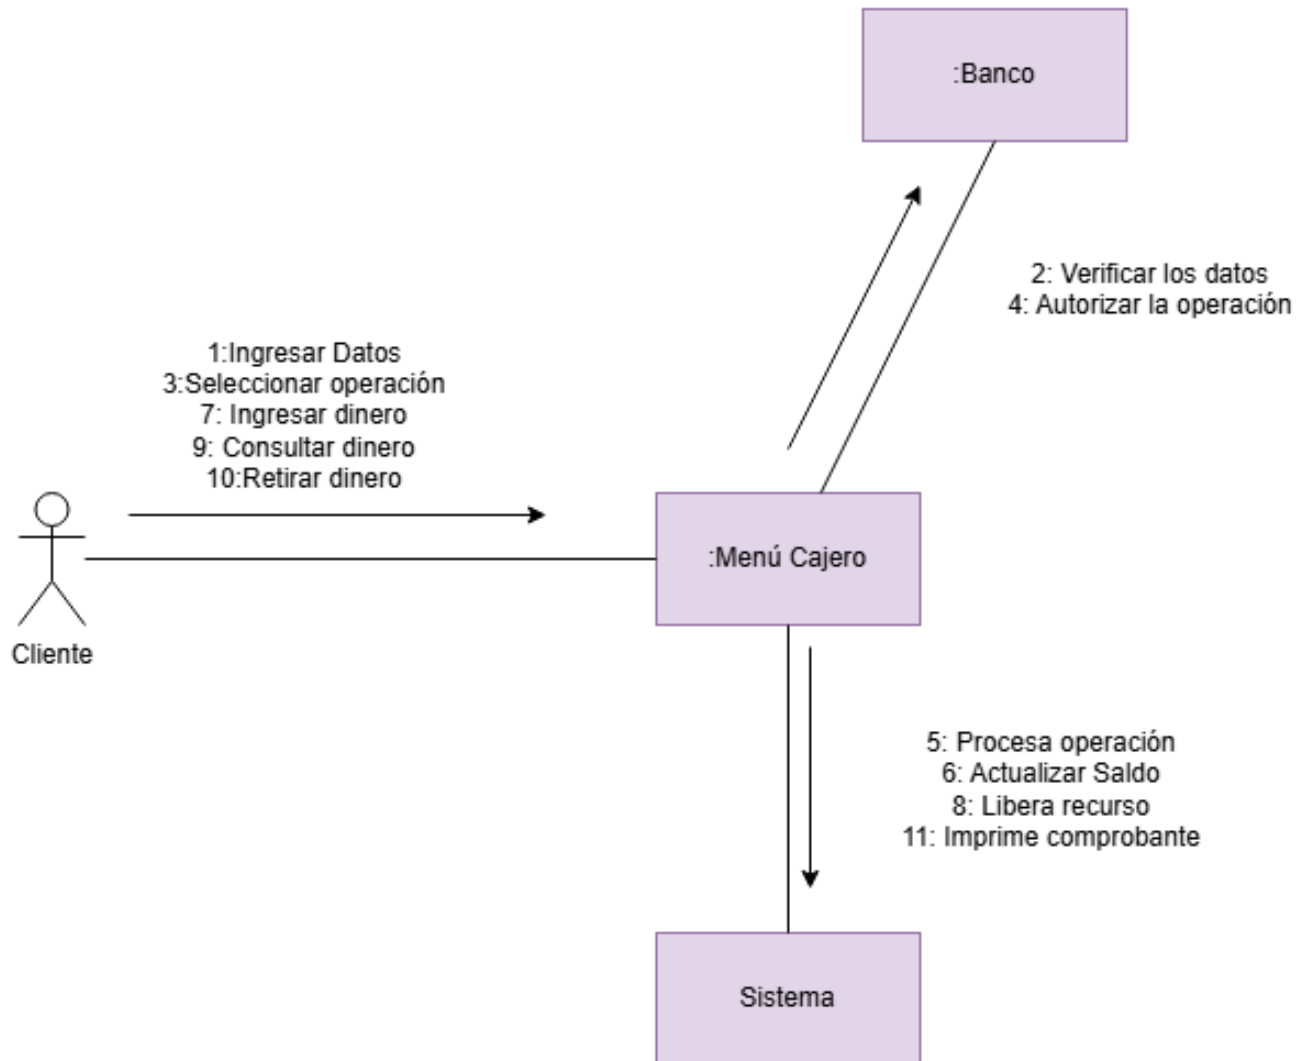 :Banco
2: Verificar los datos
4: Autorizar la operación
1:Ingresar Datos
3:Seleccionar operación
7: Ingresar dinero
9: Consultar dinero
10:Retirar dinero
:Menú Cajero
Cliente
5: Procesa operación
6: Actualizar Saldo
8: Libera recurso
11: Imprime comprobante
Sistema